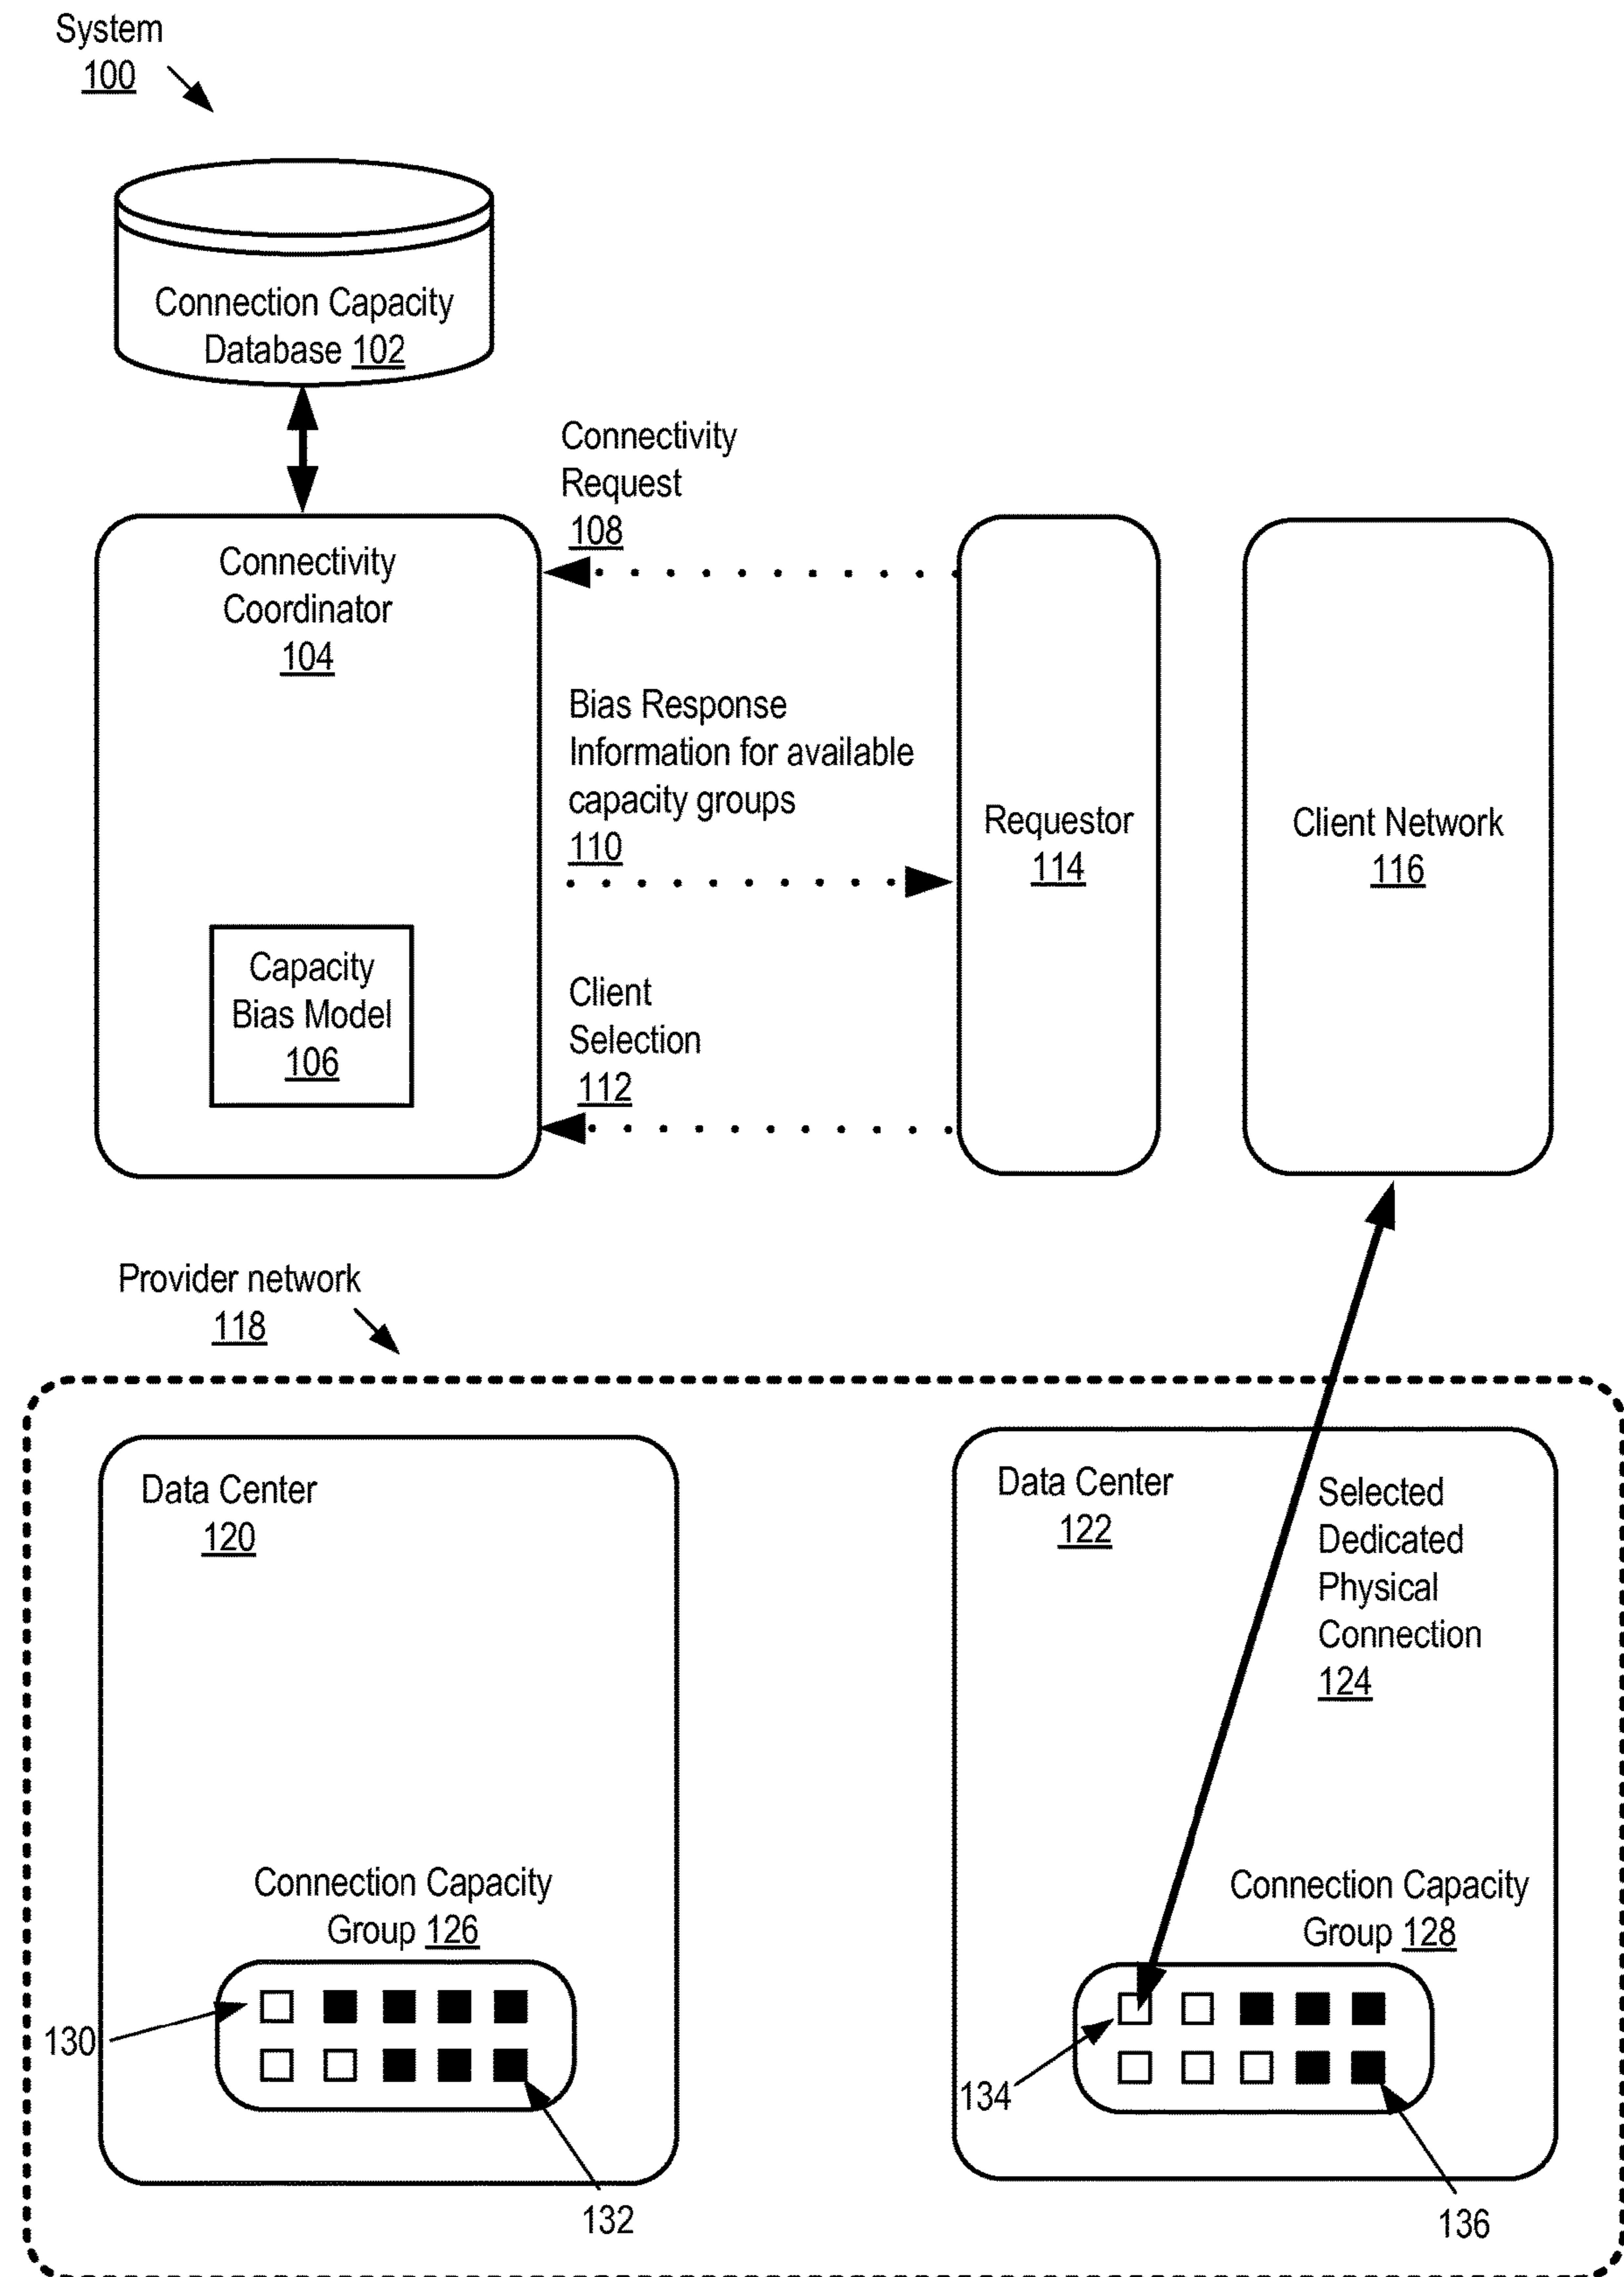 System
100
Connection Capacity
Database 102
Connectivity
Request
108
Connectivity
Coordinator
104
Bias Response
Information for available
capacity groups
110
Requestor
114
Client Network
116
Capacity
Bias Model
106
Client
Selection
112
Provider network
118
Data Center
120
Data Center
122
Selected
Dedicated
Physical
Connection
124
Connection Capacity
Group 126
Connection Capacity
Group 128
130
132
134
136